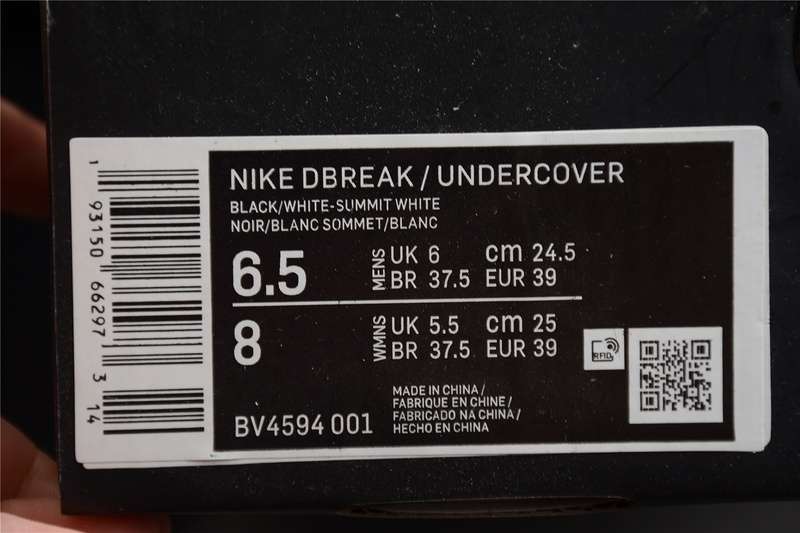 NIKE DBREAK / UNDERCOVER
BLACK/WHITE-SUMMIT WHITE
NOIR/BLANC SOMMET/BLANC
6.5 MENS UK 6 cm 24.5
BR 37.5 EUR 39
8 WMNS UK 5.5 cm 25
BR 37.5 EUR 39
RFID
BV4594 001
MADE IN CHINA /
FABRIQUE EN CHINE /
FABRICADO NA CHINA /
HECHO EN CHINA
1 93150 66297 3 14